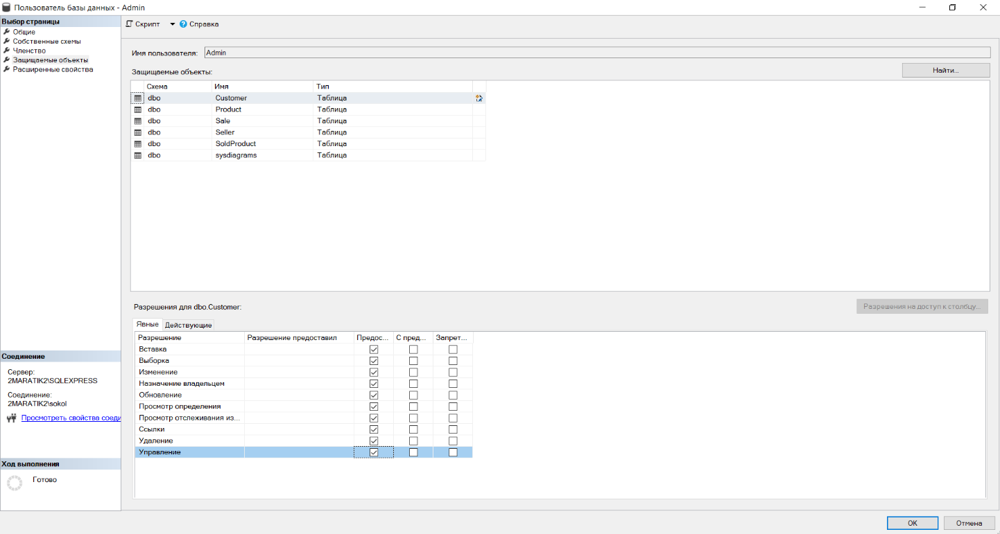 Пользователь базы данных - Admin
Выбор страницы
Общие
Собственные схемы
Членство
Защищаемые объекты
Расширенные свойства
Скрипт
Справка
Имя пользователя: Admin
Защищаемые объекты:
Найти...
Схема Имя Тип
dbo Customer Таблица
dbo Product Таблица
dbo Sale Таблица
dbo Seller Таблица
dbo SoldProduct Таблица
dbo sysdiagrams Таблица
Разрешения для dbo.Customer:
Разрешения на доступ к столбцу...
Явные Действующие
Разрешение Разрешение предоставил Предос... С пред... Запрет...
Вставка
Выборка
Изменение
Назначение владельцем
Обновление
Просмотр определения
Просмотр отслеживания из...
Ссылки
Удаление
Управление
Соединение
Сервер:
2MARATIK2\SQLEXPRESS
Соединение:
2MARATIK2\sokol
Просмотреть свойства соеди
Ход выполнения
Готово
OK Отмена